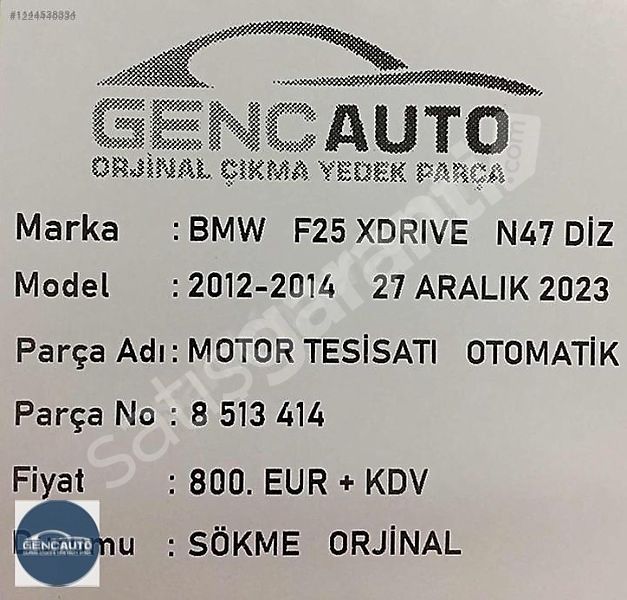 GENCAUTO
ORJİNAL ÇIKMA YEDEK PARÇA
Marka : BMW F25 XDRIVE N47 DİZ
Model : 2012-2014 27 ARALIK 2023
Parça Adı : MOTOR TESİSATI OTOMATİK
Parça No : 8 513 414
Fiyat : 800. EUR + KDV
: SÖKME ORJİNAL
GENCAUTO
satışgaranti.com